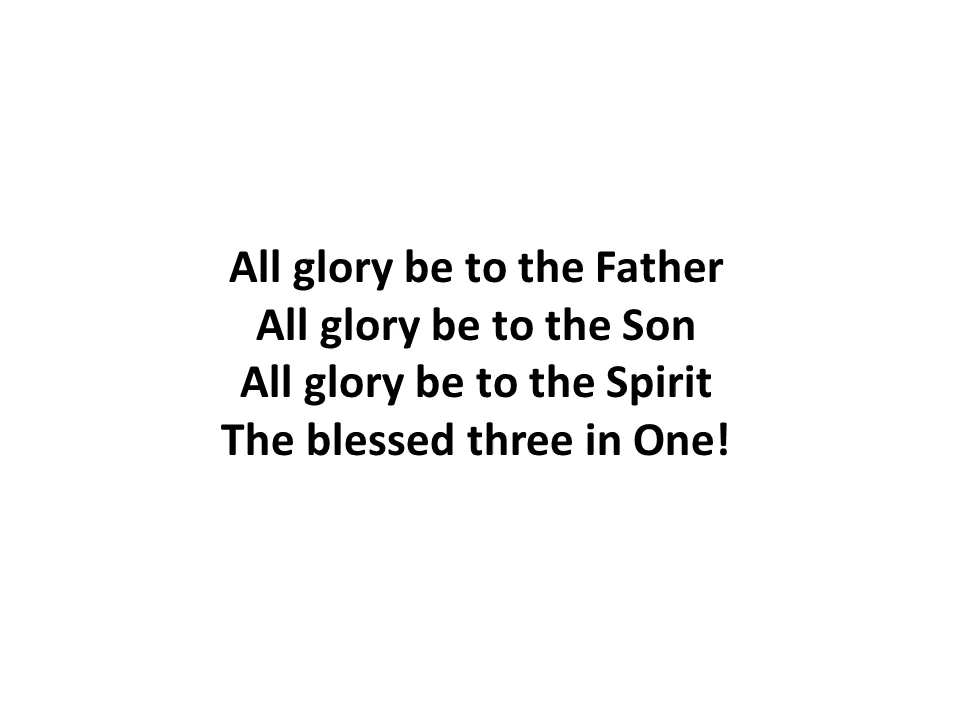 All glory be to the Father
All glory be to the Son
All glory be to the Spirit
The blessed three in One!